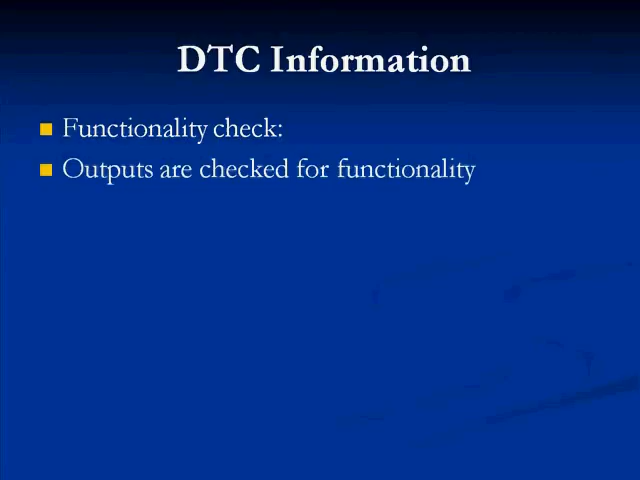 DTC Information
Functionality check:
Outputs are checked for functionality